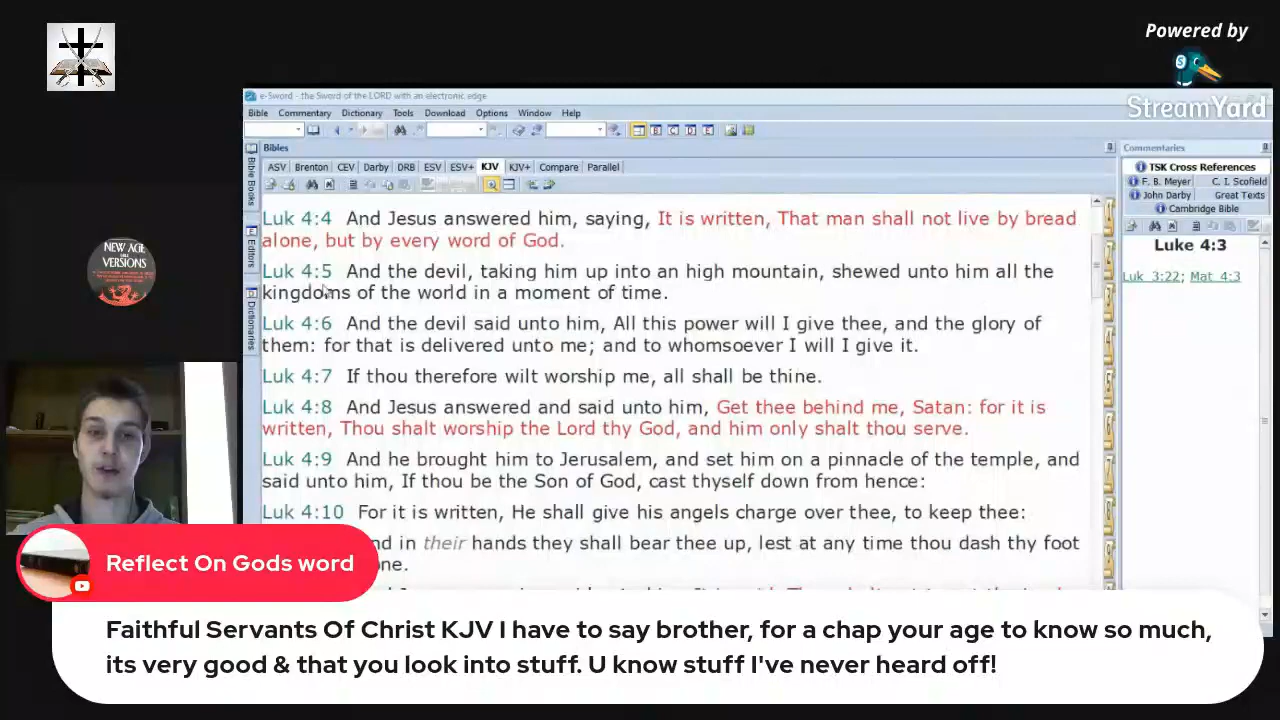 Powered by
StreamYard
e-Sword - the Sword of the LORD with an electronic edge
Bible Commentary Dictionary Tools Download Options Window Help
Bibles
ASV Brenton CEV Darby DRB ESV ESV+ KJV KJV+ Compare Parallel
Bible Books
Editors
Dictionaries
Luk 4:4 And Jesus answered him, saying, It is written, That man shall not live by bread
alone, but by every word of God.
Luk 4:5 And the devil, taking him up into an high mountain, shewed unto him all the
kingdoms of the world in a moment of time.
Luk 4:6 And the devil said unto him, All this power will I give thee, and the glory of
them: for that is delivered unto me; and to whomsoever I will I give it.
Luk 4:7 If thou therefore wilt worship me, all shall be thine.
Luk 4:8 And Jesus answered and said unto him, Get thee behind me, Satan: for it is
written, Thou shalt worship the Lord thy God, and him only shalt thou serve.
Luk 4:9 And he brought him to Jerusalem, and set him on a pinnacle of the temple, and
said unto him, If thou be the Son of God, cast thyself down from hence:
Luk 4:10 For it is written, He shall give his angels charge over thee, to keep thee:
in their hands they shall bear thee up, lest at any time thou dash thy foot
Commentaries
TSK Cross References
F. B. Meyer C. I. Scofield
John Darby Great Texts
Cambridge Bible
Luke 4:3
Luk 3:22; Mat 4:3
NEW AGE
VERSIONS
Reflect On Gods word
Faithful Servants Of Christ KJV I have to say brother, for a chap your age to know so much,
its very good & that you look into stuff. U know stuff I've never heard off!